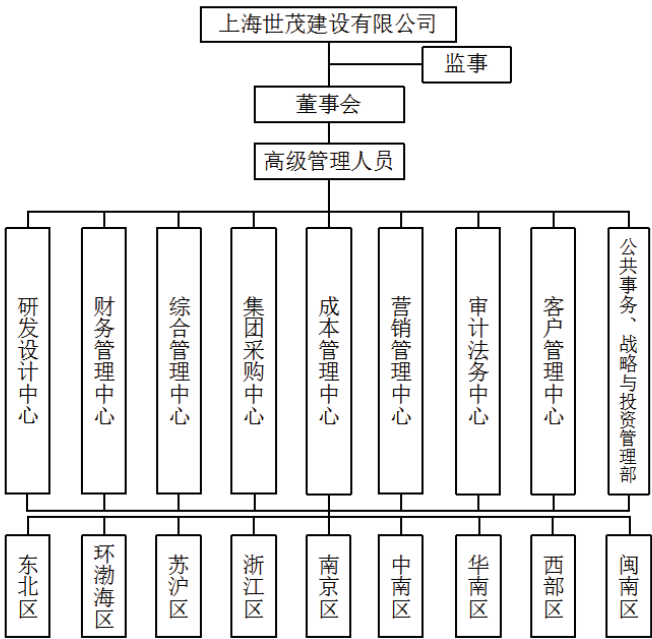 上海世茂建设有限公司
监事
董事会
高级管理人员
研发设计中心
财务管理中心
综合管理中心
集团采购中心
成本管理中心
营销管理中心
审计法务中心
客户管理中心
公共事务、战略与投资管理部
东北区
环渤海区
苏沪区
浙江区
南京区
中南区
华南区
西部区
闽南区